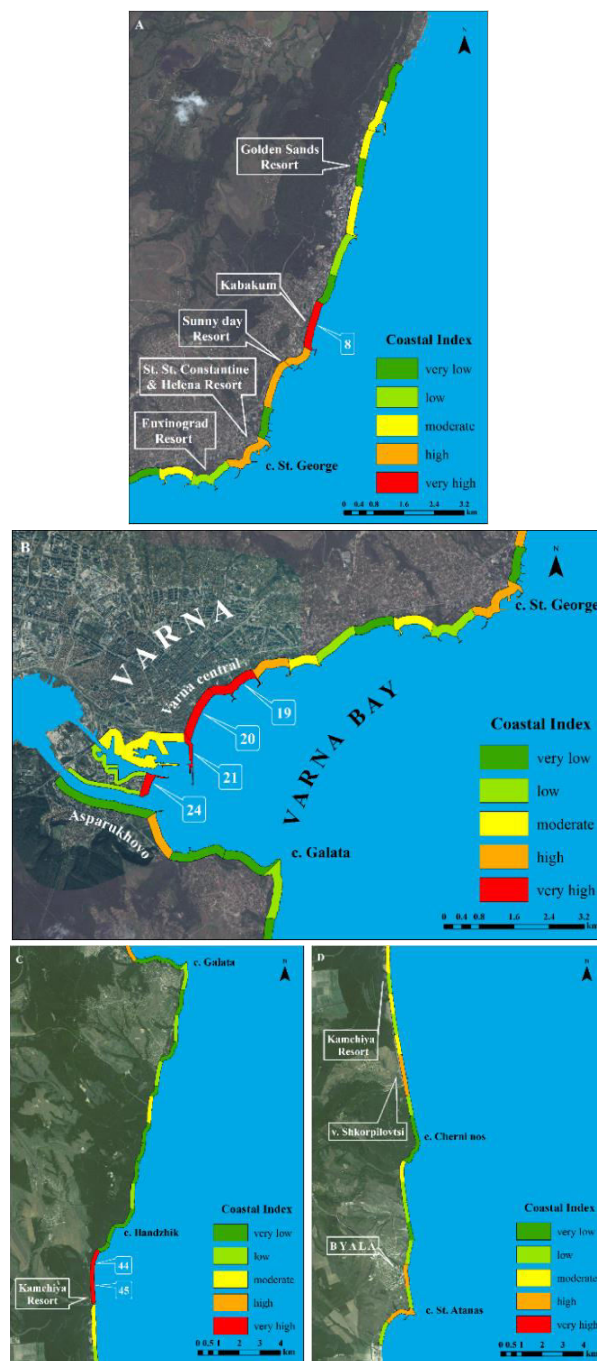 A
N
Golden Sands
Resort
Kabakum
8
Sunny day
Resort
St. St. Constantine
& Helena Resort
Euxinograd
Resort
c. St. George
Coastal Index
very low
low
moderate
high
very high
0 0.4 0.8 1.6 2.4 3.2
km
B
N
VARNA
Varna central
c. St. George
19
20
21
24
VARNA BAY
Asparukhovo
c. Galata
Coastal Index
very low
low
moderate
high
very high
0 0.4 0.8 1.6 2.4 3.2
km
C
N
c. Galata
c. Ilandzhik
44
45
Kamchiya
Resort
Coastal Index
very low
low
moderate
high
very high
0 0.5 1 2 3 4
km
D
N
Kamchiya
Resort
v. Shkorpilovtsi
c. Cherni nos
BYALA
c. St. Atanas
Coastal Index
very low
low
moderate
high
very high
0 0.5 1 2 3 4
km